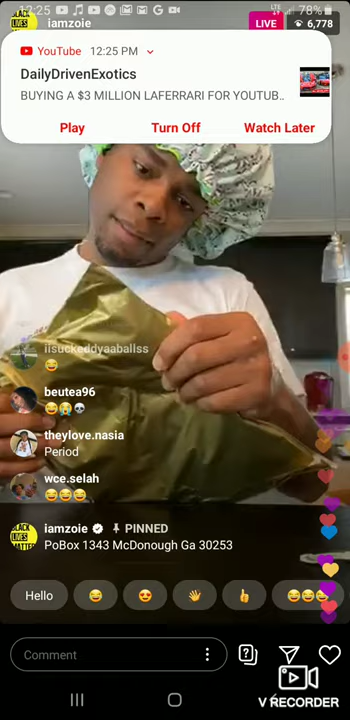 12:25
78%
iamzoie
LIVE
6,778
YouTube 12:25 PM
DailyDrivenExotics
BUYING A $3 MILLION LAFERRARI FOR YOUTUB..
Play Turn Off Watch Later
iisuckeddyaaballss
😂
beutea96
😂😭💀
theylove.nasia
Period
wce.selah
😂😂😂
iamzoie PINNED
PoBox 1343 McDonough Ga 30253
Hello 😂 😍 👋 👍 😂😂😂
Comment
V RECORDER